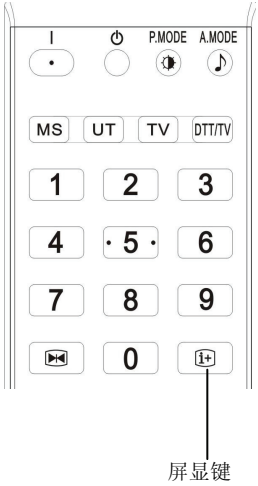 I ⏻ P.MODE A.MODE
MS UT TV DTT/TV
1 2 3
4 ·5· 6
7 8 9
0 i+
屏显键